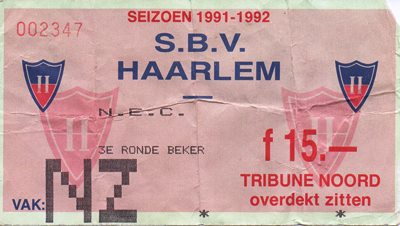 SEIZOEN 1991-1992
002347
S.B.V.
HAARLEM
N.E.C.
3E RONDE BEKER
f 15.—
TRIBUNE NOORD
overdekt zitten
VAK: NZ
* *